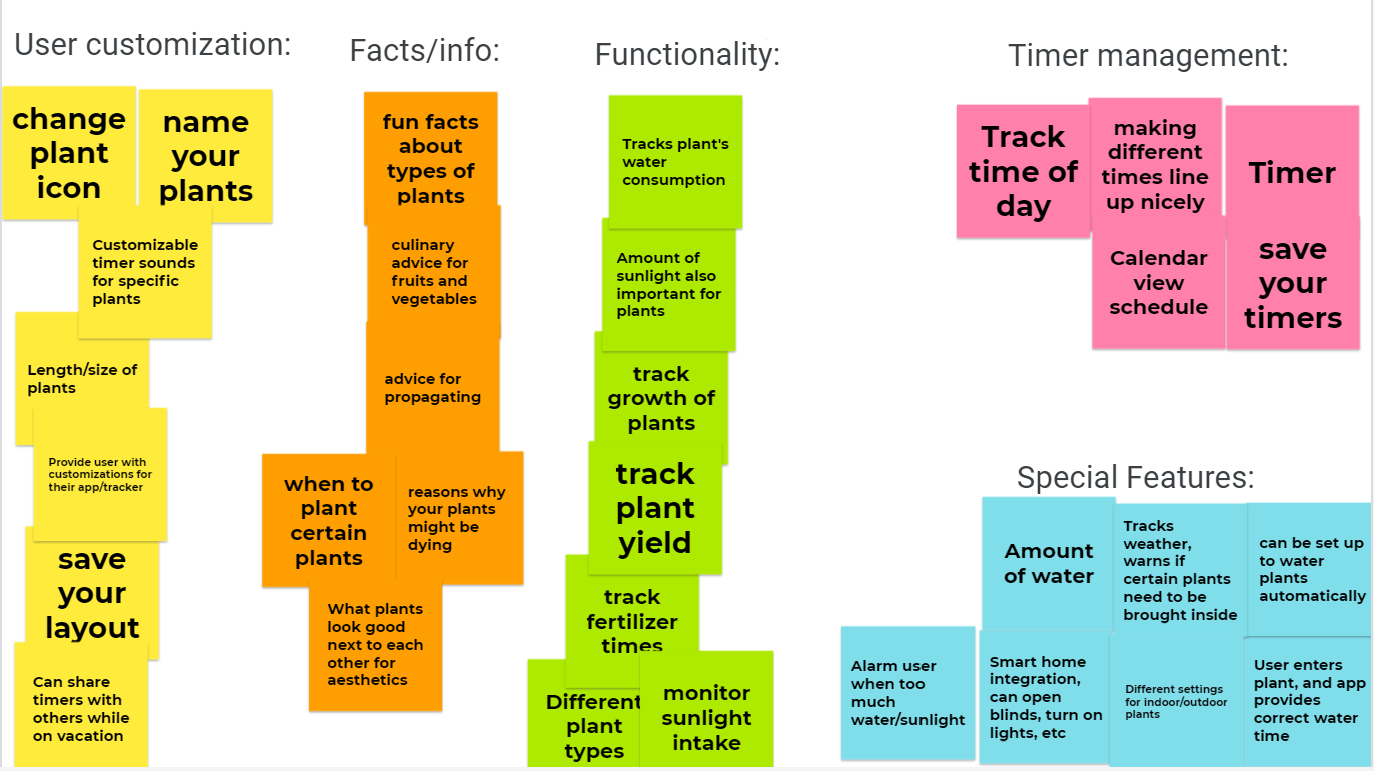 User customization:
change
plant
icon
name
your
plants
Customizable
timer sounds
for specific
plants
Length/size of
plants
Provide user with
customizations for
their app/tracker
save
your
layout
Can share
timers with
others while
on vacation
Facts/info:
fun facts
about
types of
plants
culinary
advice for
fruits and
vegetables
advice for
propagating
when to
plant
certain
plants
reasons why
your plants
might be
dying
What plants
look good
next to each
other for
aesthetics
Functionality:
Tracks plant's
water
consumption
Amount of
sunlight also
important for
plants
track
growth of
plants
track
plant
yield
track
fertilizer
times
Different
plant
types
monitor
sunlight
intake
Timer management:
Track
time of
day
making
different
times line
up nicely
Timer
Calendar
view
schedule
save
your
timers
Special Features:
Amount
of water
Tracks
weather,
warns if
certain plants
need to be
brought inside
can be set up
to water
plants
automatically
Alarm user
when too
much
water/sunlight
Smart home
integration,
can open
blinds, turn on
lights, etc
Different settings
for indoor/outdoor
plants
User enters
plant, and app
provides
correct water
time